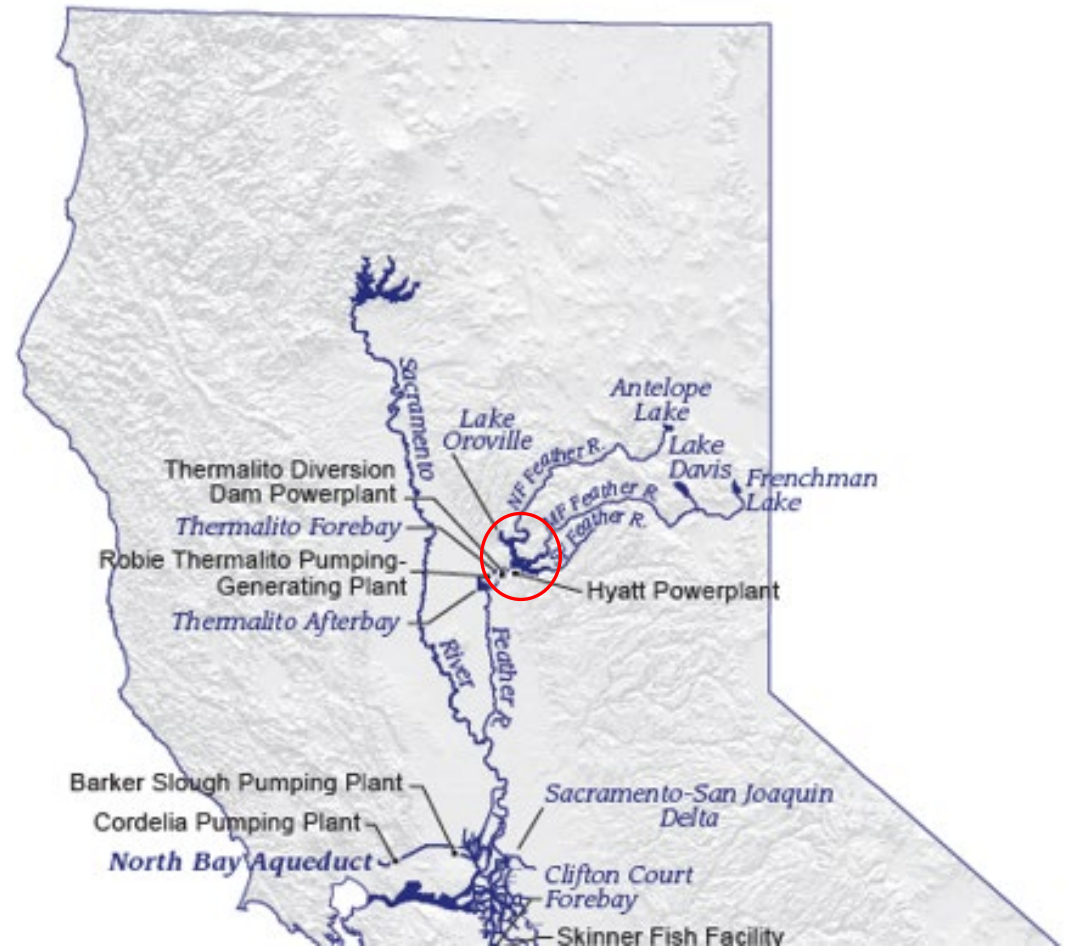 Sacramento
Antelope
Lake
Lake
Oroville
NF Feather R.
Lake
Davis
Frenchman
Lake
Thermalito Diversion
Dam Powerplant
MF Feather R.
Thermalito Forebay
Feather R.
Robie Thermalito Pumping-
Generating Plant
Hyatt Powerplant
Thermalito Afterbay
River
Feather R.
Barker Slough Pumping Plant
Sacramento-San Joaquin
Delta
Cordelia Pumping Plant
North Bay Aqueduct
Clifton Court
Forebay
Skinner Fish Facility